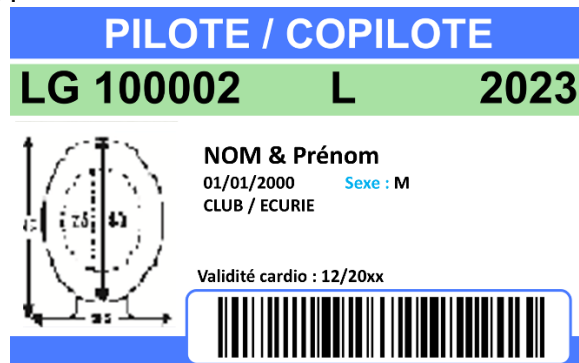 PILOTE / COPILOTE
LG 100002 L 2023
NOM & Prénom
01/01/2000 Sexe : M
CLUB / ECURIE
Validité cardio : 12/20xx